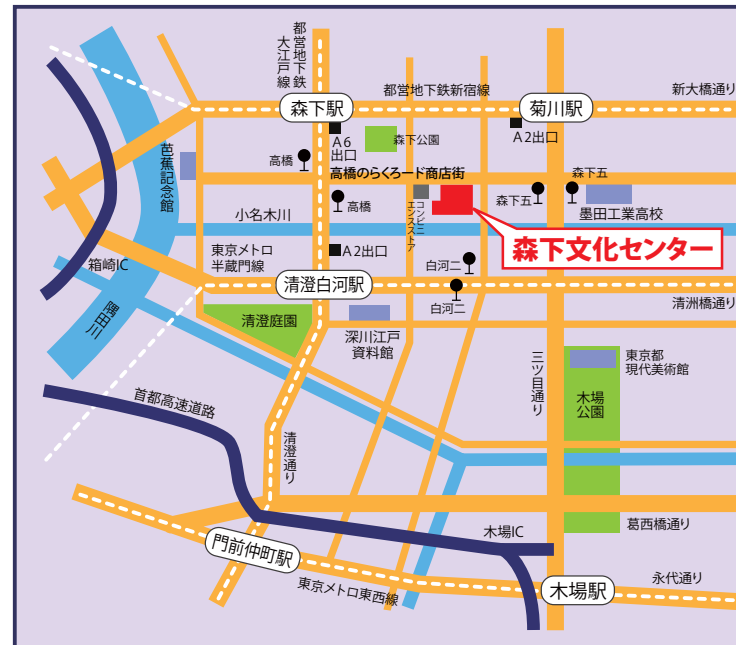 都営地下鉄
大江戸線
都営地下鉄新宿線
新大橋通り
森下駅
菊川駅
A6
出口
森下公園
A2出口
芭蕉記念館
高橋
高橋のらくろード商店街
森下五
高橋
コンビニ
エンスストア
森下五
墨田工業高校
小名木川
森下文化センター
東京メトロ
半蔵門線
A2出口
白河二
箱崎IC
清澄白河駅
清洲橋通り
白河二
隅田川
清澄庭園
深川江戸
資料館
三ツ目通り
東京都
現代美術館
木場
公園
首都高速道路
清澄通り
木場IC
葛西橋通り
門前仲町駅
東京メトロ東西線
木場駅
永代通り